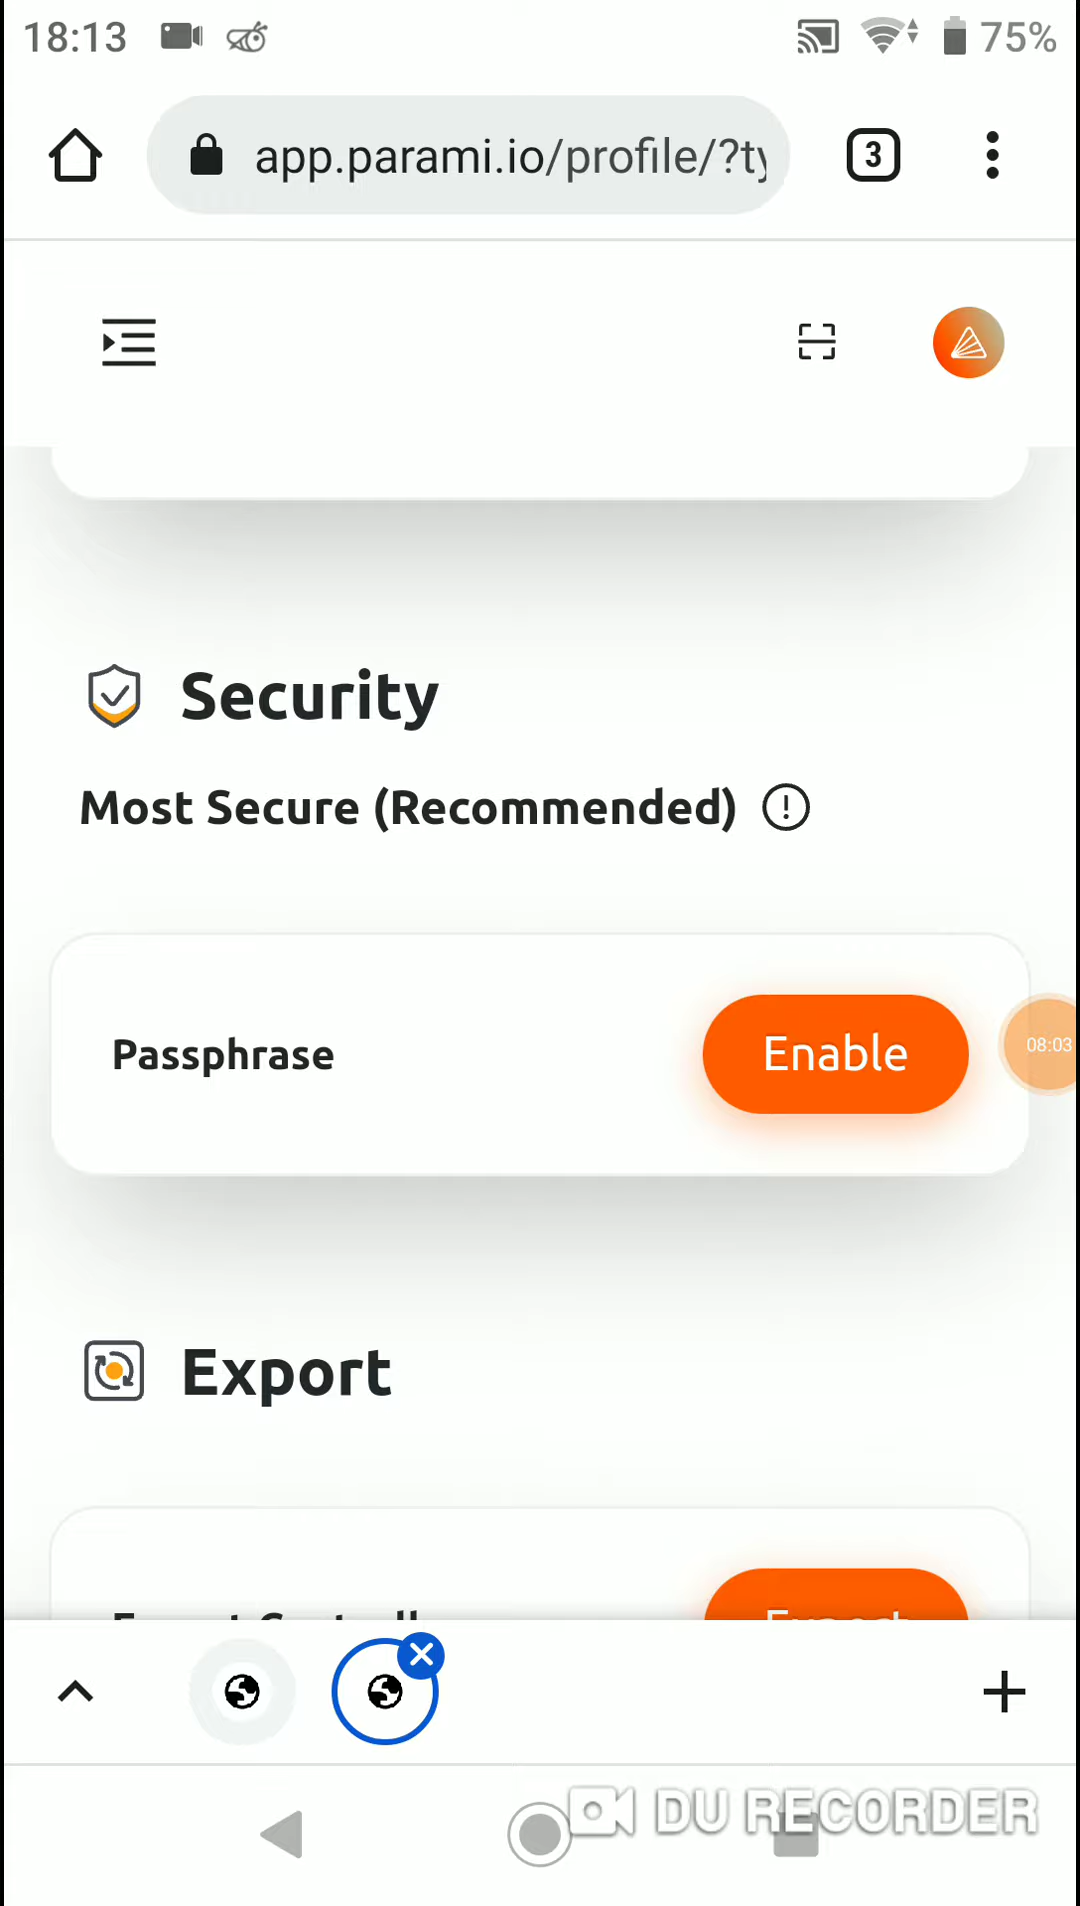 18:13
75%
app.parami.io/profile/?ty
3
Security
Most Secure (Recommended)
Passphrase
Enable
08:03
Export
DU RECORDER